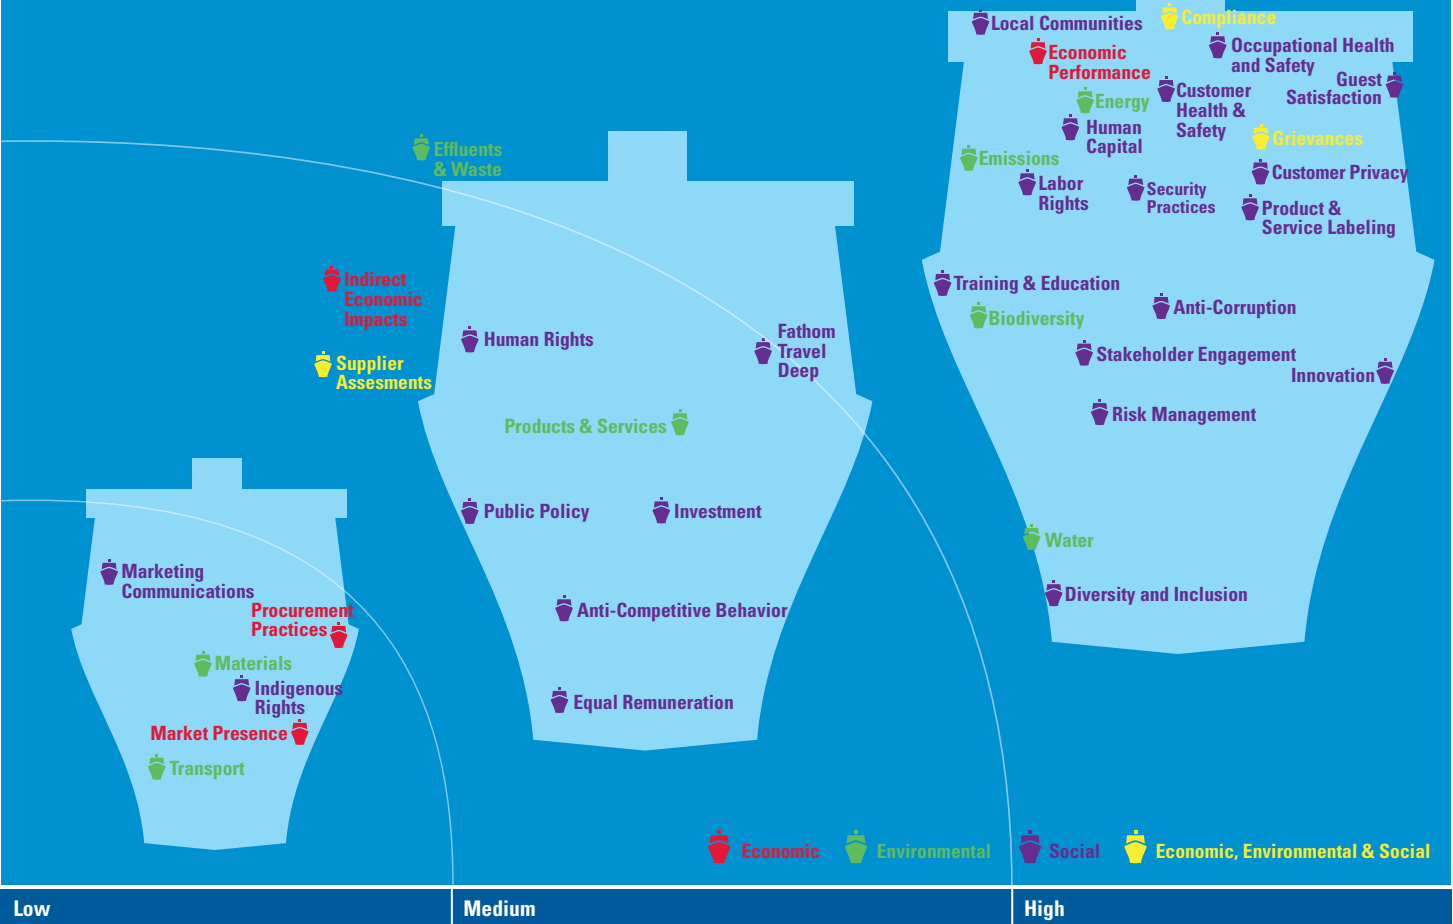 Local Communities
Compliance
Economic
Performance
Occupational Health
and Safety
Guest
Satisfaction
Energy
Customer
Health &
Safety
Human
Capital
Grievances
Emissions
Customer Privacy
Labor
Rights
Security
Practices
Product &
Service Labeling
Training & Education
Biodiversity
Anti-Corruption
Stakeholder Engagement
Innovation
Risk Management
Water
Diversity and Inclusion
Effluents
& Waste
Indirect
Economic
Impacts
Supplier
Assesments
Human Rights
Fathom
Travel
Deep
Products & Services
Public Policy
Investment
Anti-Competitive Behavior
Equal Remuneration
Marketing
Communications
Procurement
Practices
Materials
Indigenous
Rights
Market Presence
Transport
Economic
Environmental
Social
Economic, Environmental & Social
Low
Medium
High